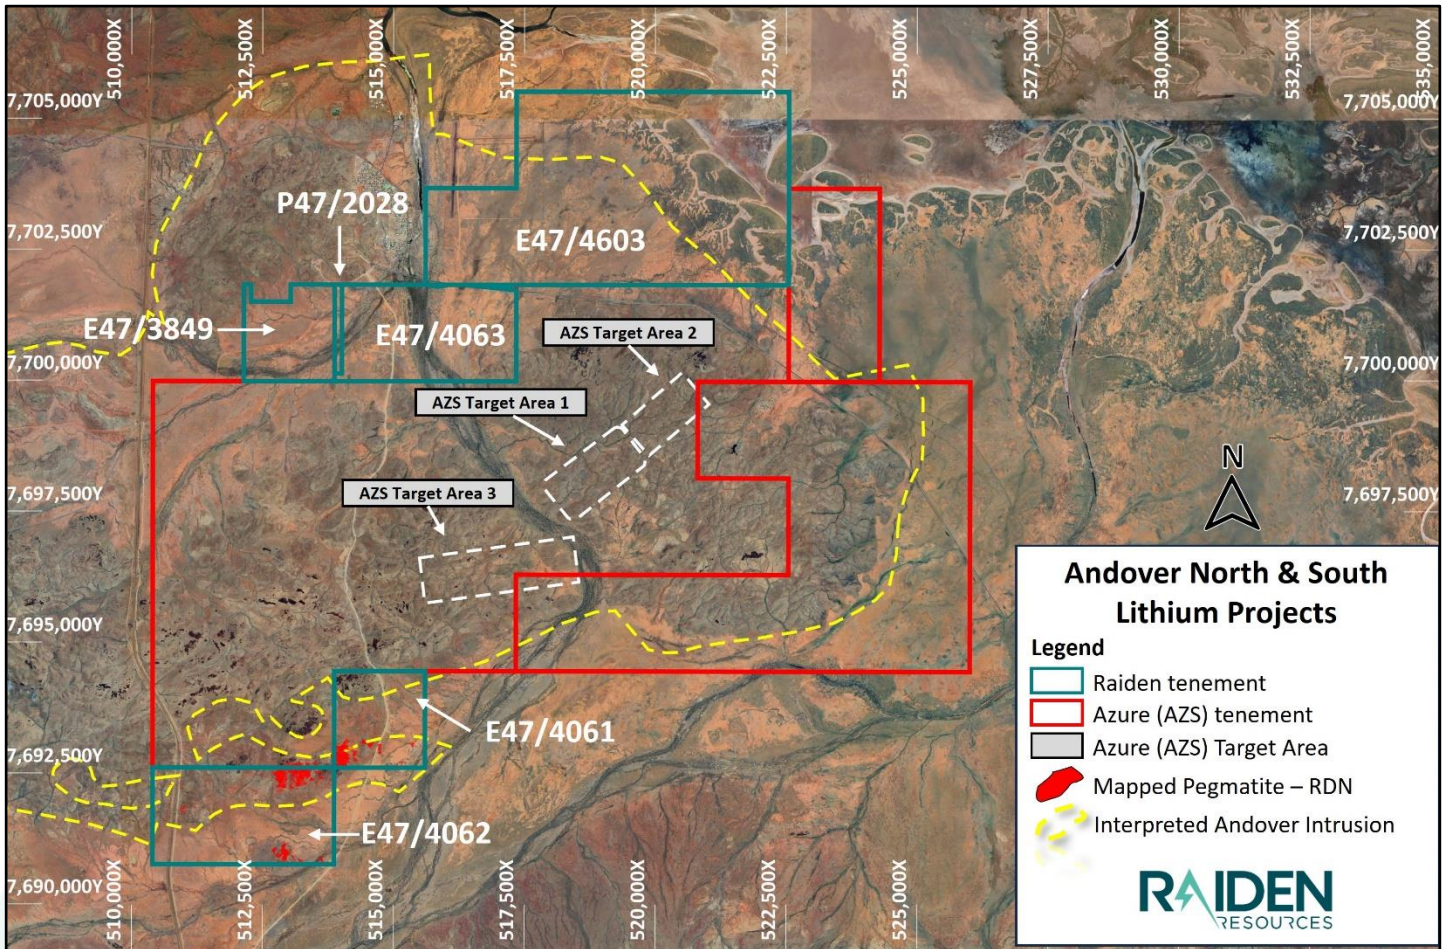 510,000X
512,500X
515,000X
517,500X
520,000X
522,500X
525,000X
527,500X
530,000X
532,500X
535,000X
7,705,000Y
7,705,000Y
P47/2028
7,702,500Y
E47/4603
7,702,500Y
E47/3849
E47/4063
AZS Target Area 2
7,700,000Y
7,700,000Y
AZS Target Area 1
AZS Target Area 3
7,697,500Y
7,697,500Y
N
7,695,000Y
E47/4061
7,692,500Y
E47/4062
7,690,000Y
510,000X
512,500X
515,000X
517,500X
520,000X
522,500X
525,000X
Andover North & South
Lithium Projects
Legend
Raiden tenement
Azure (AZS) tenement
Azure (AZS) Target Area
Mapped Pegmatite – RDN
Interpreted Andover Intrusion
RAIDEN
RESOURCES